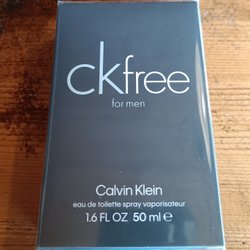 ckfree
for men
Calvin Klein
eau de toilette spray vaporisateur
1.6 FL OZ 50 ml ℮